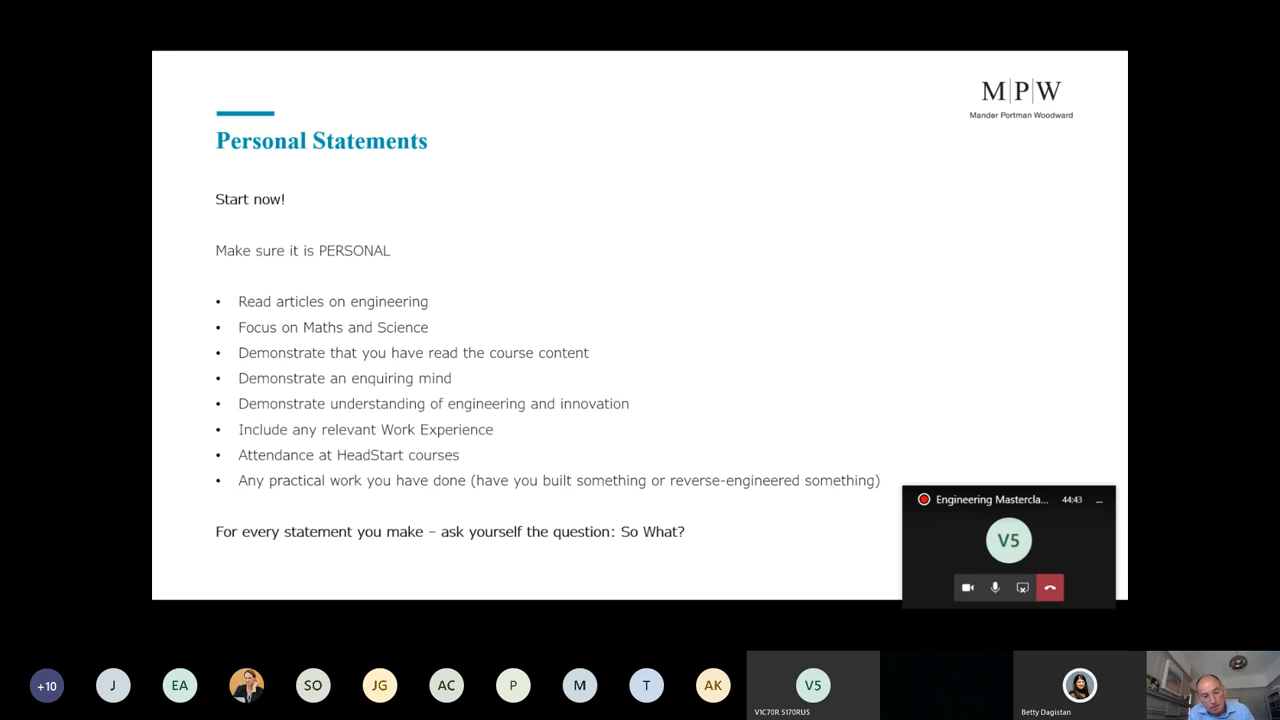 M|P|W
Mander Portman Woodward
Personal Statements
Start now!
Make sure it is PERSONAL
• Read articles on engineering
• Focus on Maths and Science
• Demonstrate that you have read the course content
• Demonstrate an enquiring mind
• Demonstrate understanding of engineering and innovation
• Include any relevant Work Experience
• Attendance at HeadStart courses
• Any practical work you have done (have you built something or reverse-engineered something)
For every statement you make – ask yourself the question: So What?
Engineering Mastercla... 44:43
V5
+10 J EA SO JG AC P M T AK V5
V1C70R S170RU5
Betty Dagistan